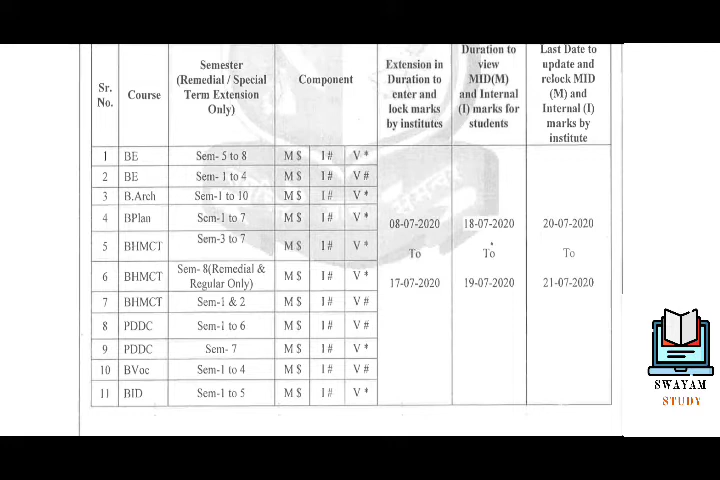 Sr. No. Course Semester (Remedial / Special Term Extension Only) Component Extension in Duration to enter and lock marks by institutes Duration to view MID(M) and Internal (I) marks for students Last Date to update and relock MID (M) and Internal (I) marks by institute
1 BE Sem- 5 to 8 M $ I # V *
2 BE Sem- 1 to 4 M $ I # V #
3 B.Arch Sem-1 to 10 M $ I # V *
4 BPlan Sem-1 to 7 M $ I # V *
5 BHMCT Sem-3 to 7 M $ I # V *
6 BHMCT Sem- 8(Remedial & Regular Only) M $ I # V *
7 BHMCT Sem-1 & 2 M $ I # V #
8 PDDC Sem-1 to 6 M $ I # V #
9 PDDC Sem- 7 M $ I # V *
10 BVoc Sem-1 to 4 M $ I # V #
11 BID Sem-1 to 5 M $ I # V *
08-07-2020 18-07-2020 20-07-2020
To To To
17-07-2020 19-07-2020 21-07-2020
SWAYAM
STUDY